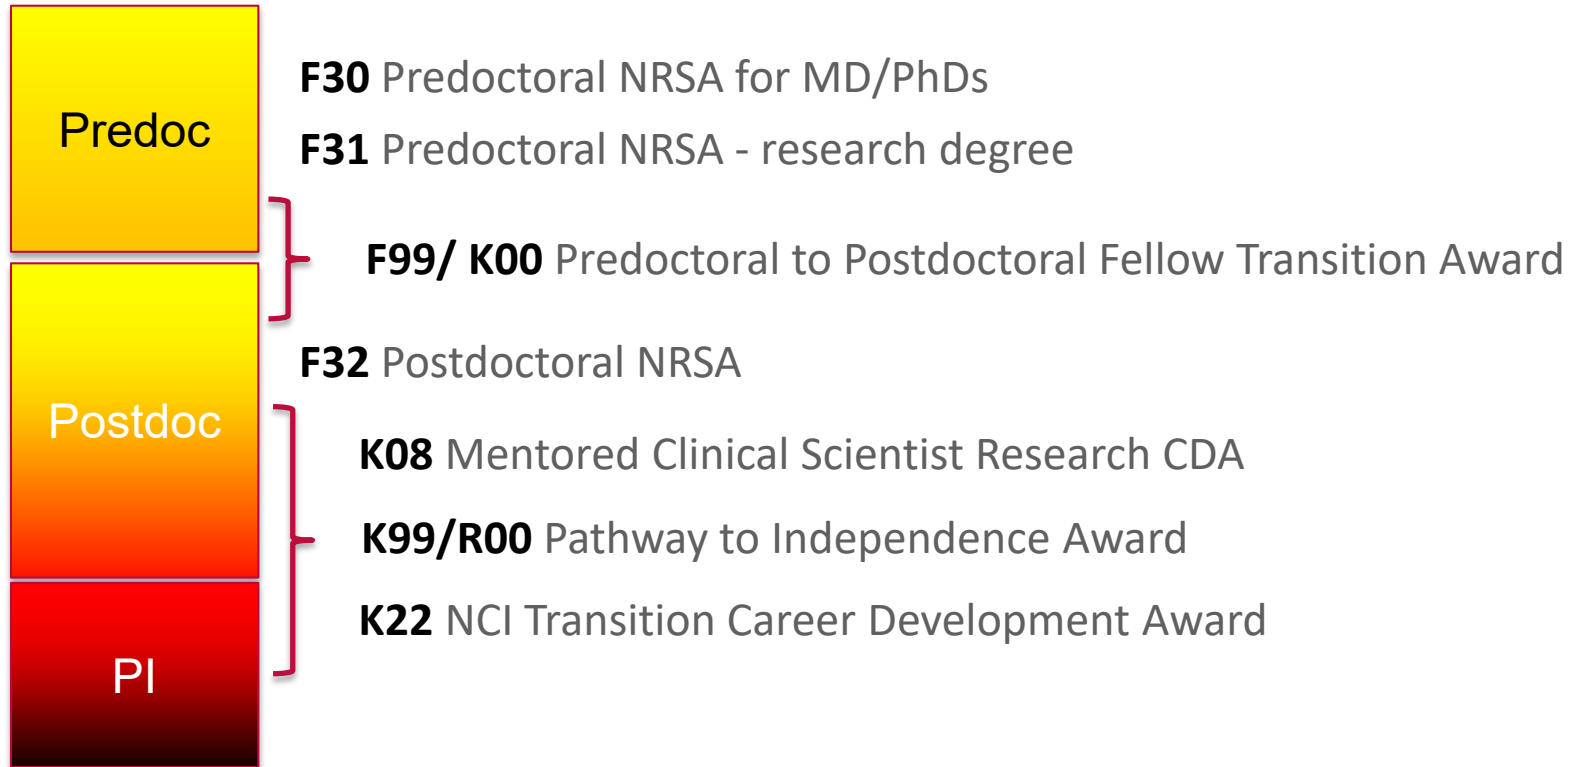 Predoc
F30 Predoctoral NRSA for MD/PhDs
F31 Predoctoral NRSA - research degree
F99/ K00 Predoctoral to Postdoctoral Fellow Transition Award
F32 Postdoctoral NRSA
Postdoc
K08 Mentored Clinical Scientist Research CDA
K99/R00 Pathway to Independence Award
K22 NCI Transition Career Development Award
PI